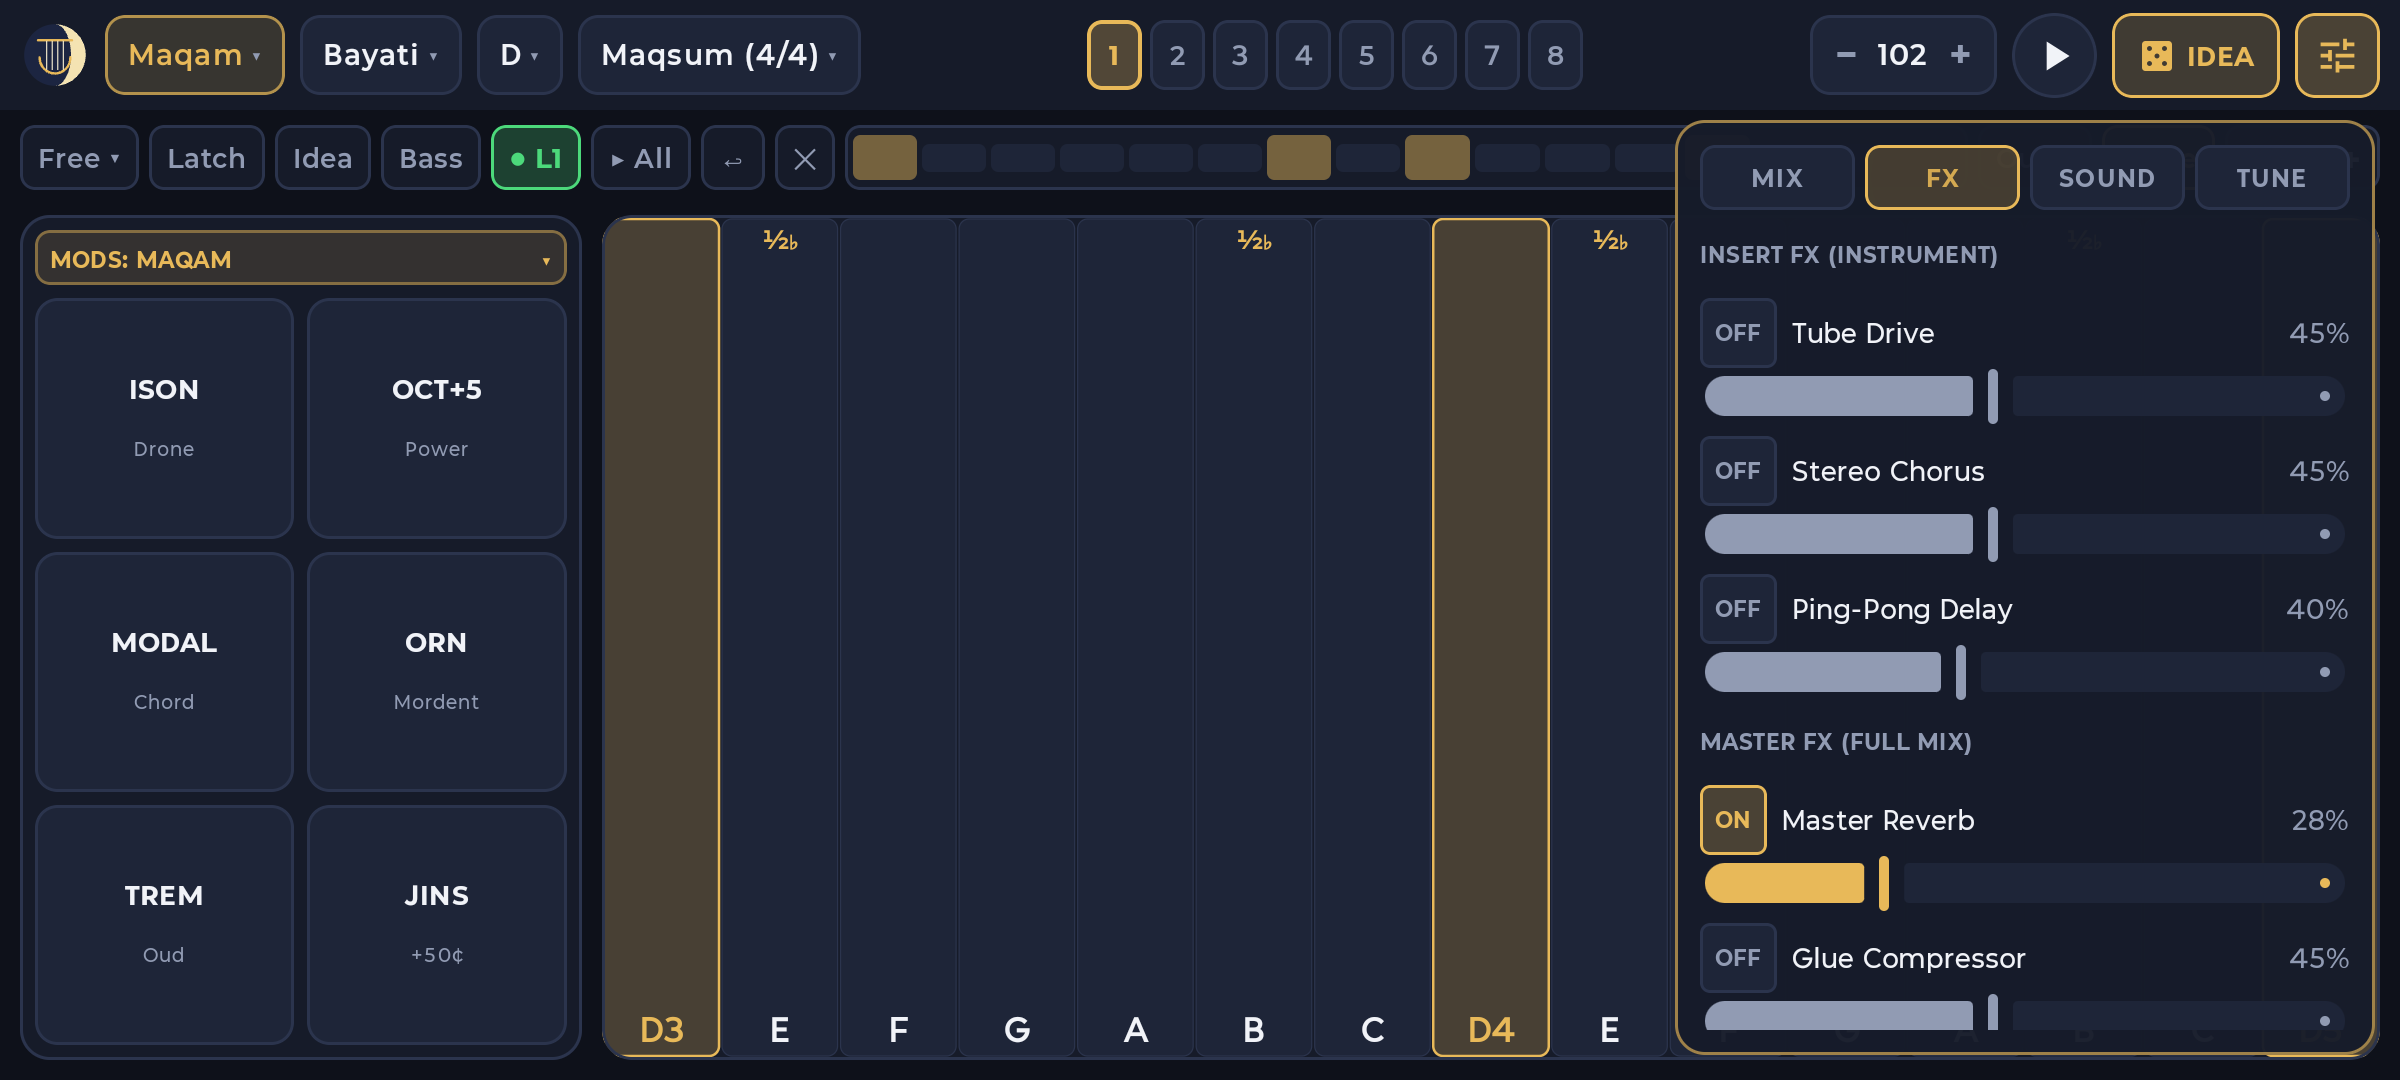 Maqam ▾ Bayati ▾ D ▾ Maqsum (4/4) ▾ 1 2 3 4 5 6 7 8 − 102 + IDEA
Free ▾ Latch Idea Bass ● L1 ▸ All
MODS: MAQAM ▾
ISON
Drone
OCT+5
Power
MODAL
Chord
ORN
Mordent
TREM
Oud
JINS
+50¢
½♭ ½♭ ½♭
D3 E F G A B C D4 E
MIX FX SOUND TUNE
INSERT FX (INSTRUMENT)
OFF Tube Drive 45%
OFF Stereo Chorus 45%
OFF Ping-Pong Delay 40%
MASTER FX (FULL MIX)
ON Master Reverb 28%
OFF Glue Compressor 45%